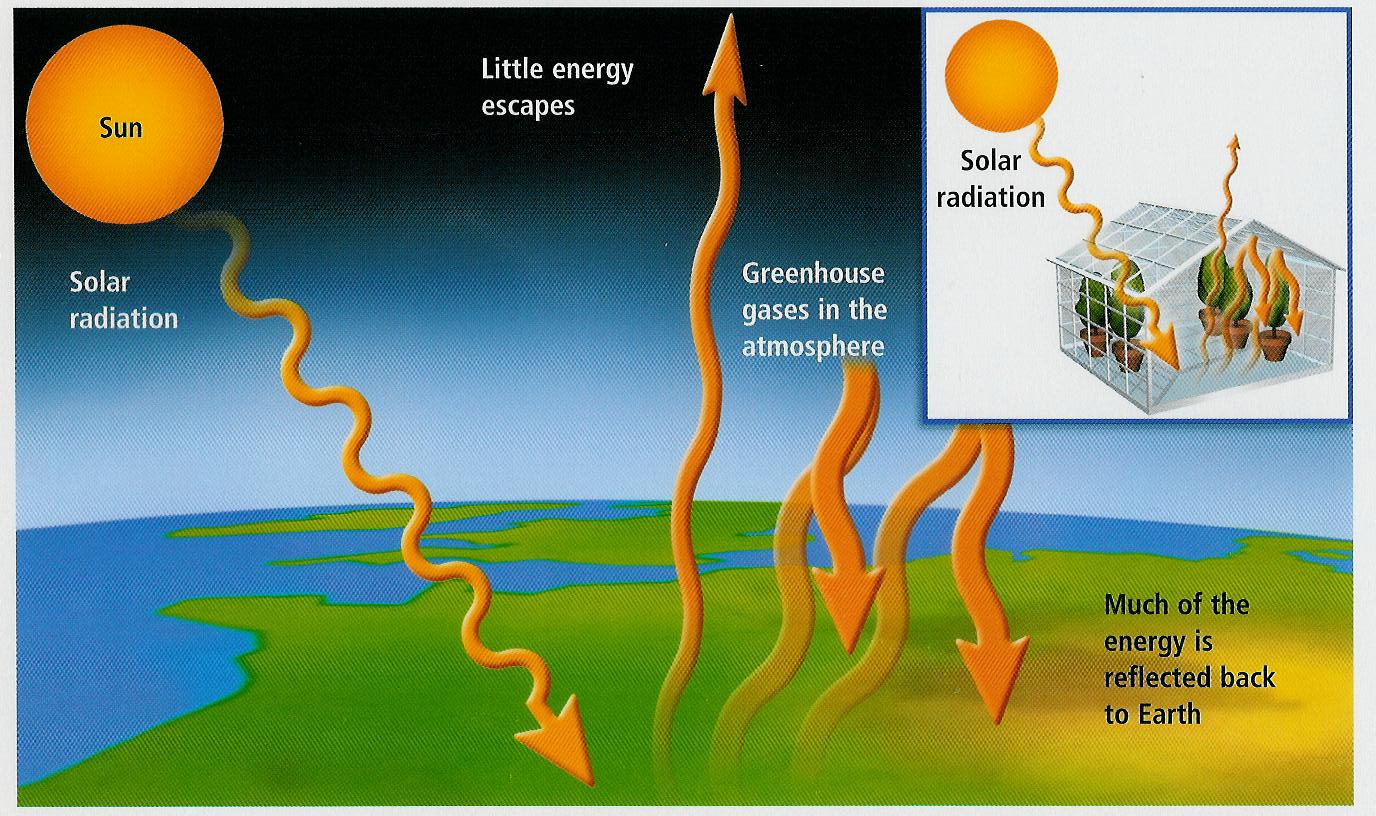 Sun
Solar
radiation
Little energy
escapes
Greenhouse
gases in the
atmosphere
Much of the
energy is
reflected back
to Earth
Solar
radiation